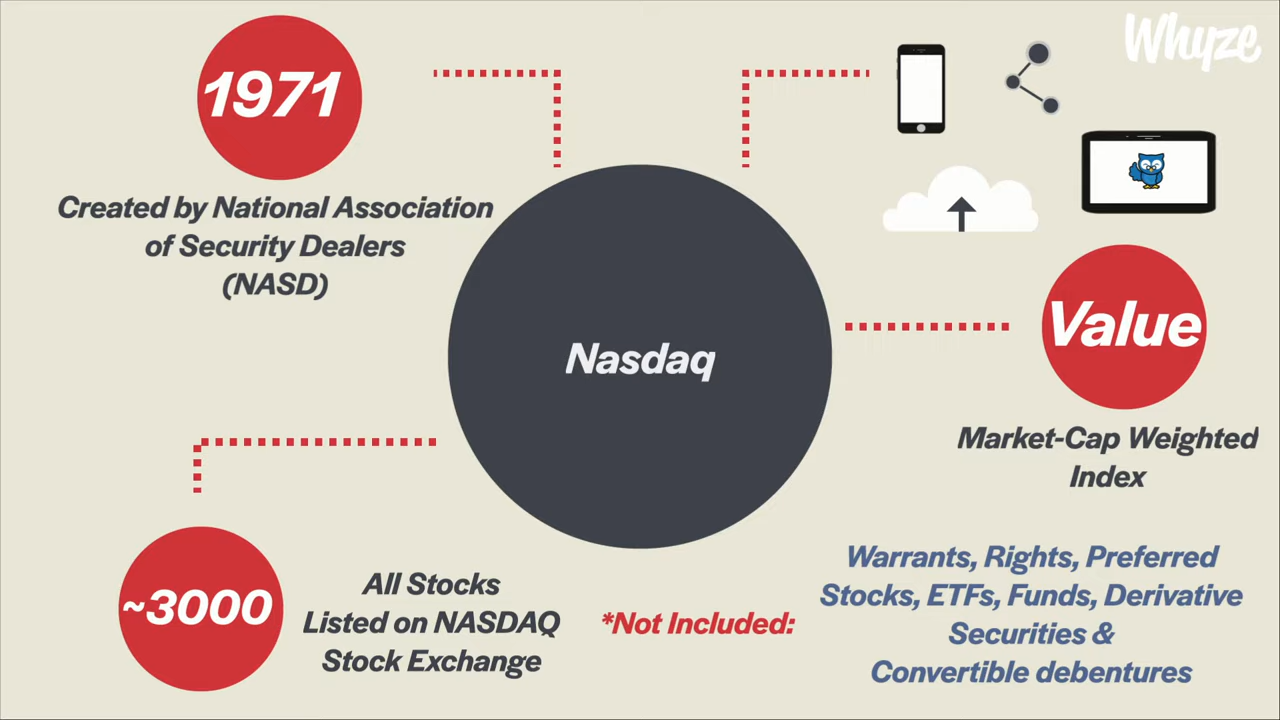 Whyze
1971
Created by National Association
of Security Dealers
(NASD)
Nasdaq
Value
Market-Cap Weighted
Index
~3000
All Stocks
Listed on NASDAQ
Stock Exchange
*Not Included:
Warrants, Rights, Preferred
Stocks, ETFs, Funds, Derivative
Securities &
Convertible debentures